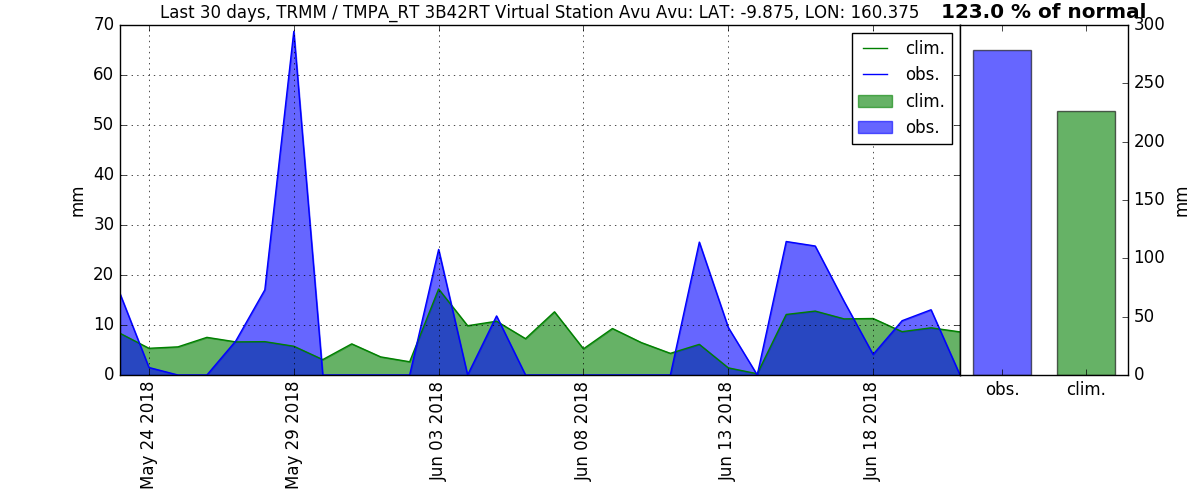 Last 30 days, TRMM / TMPA_RT 3B42RT Virtual Station Avu Avu: LAT: -9.875, LON: 160.375
123.0 % of normal
70
60
50
40
30
20
10
0
mm
clim.
obs.
clim.
obs.
May 24 2018
May 29 2018
Jun 03 2018
Jun 08 2018
Jun 13 2018
Jun 18 2018
300
250
200
150
100
50
0
mm
obs.
clim.